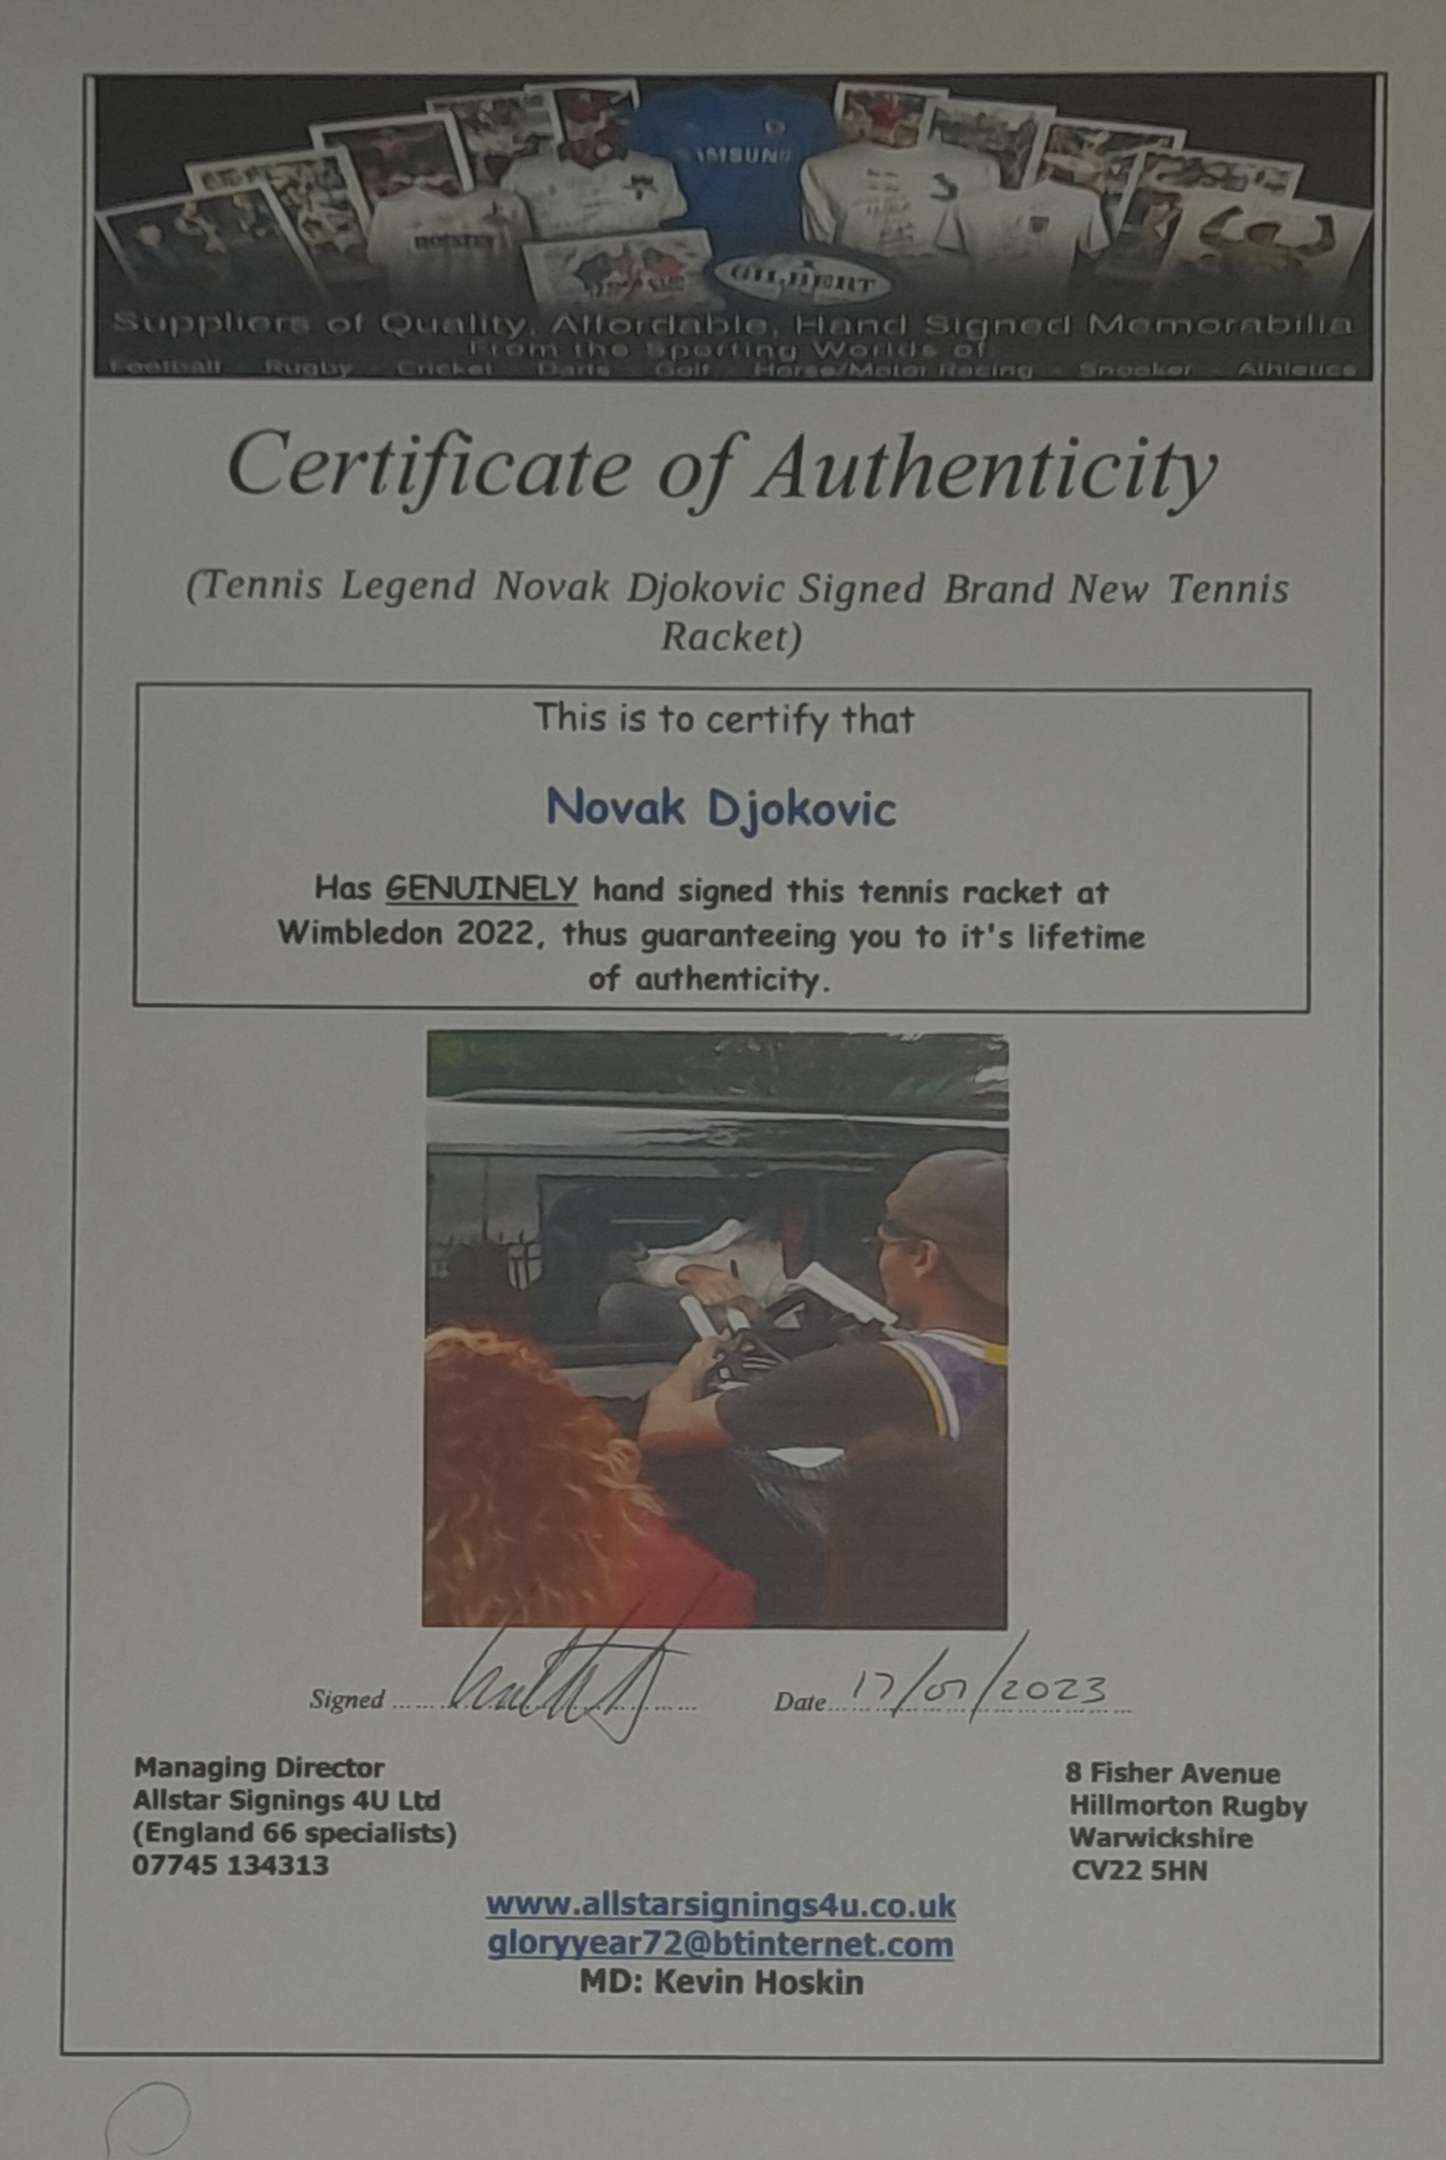 SAMSUNG
HOLSTEN
GILBERT
Suppliers of Quality, Affordable, Hand Signed Memorabilia
From the Sporting Worlds of
Football - Rugby - Cricket - Darts - Golf - Horse/Motor Racing - Snooker - Athletics
Certificate of Authenticity
(Tennis Legend Novak Djokovic Signed Brand New Tennis
Racket)
This is to certify that
Novak Djokovic
Has GENUINELY hand signed this tennis racket at
Wimbledon 2022, thus guaranteeing you to it's lifetime
of authenticity.
Signed
Date 17/07/2023
Managing Director
Allstar Signings 4U Ltd
(England 66 specialists)
07745 134313
8 Fisher Avenue
Hillmorton Rugby
Warwickshire
CV22 5HN
www.allstarsignings4u.co.uk
gloryyear72@btinternet.com
MD: Kevin Hoskin